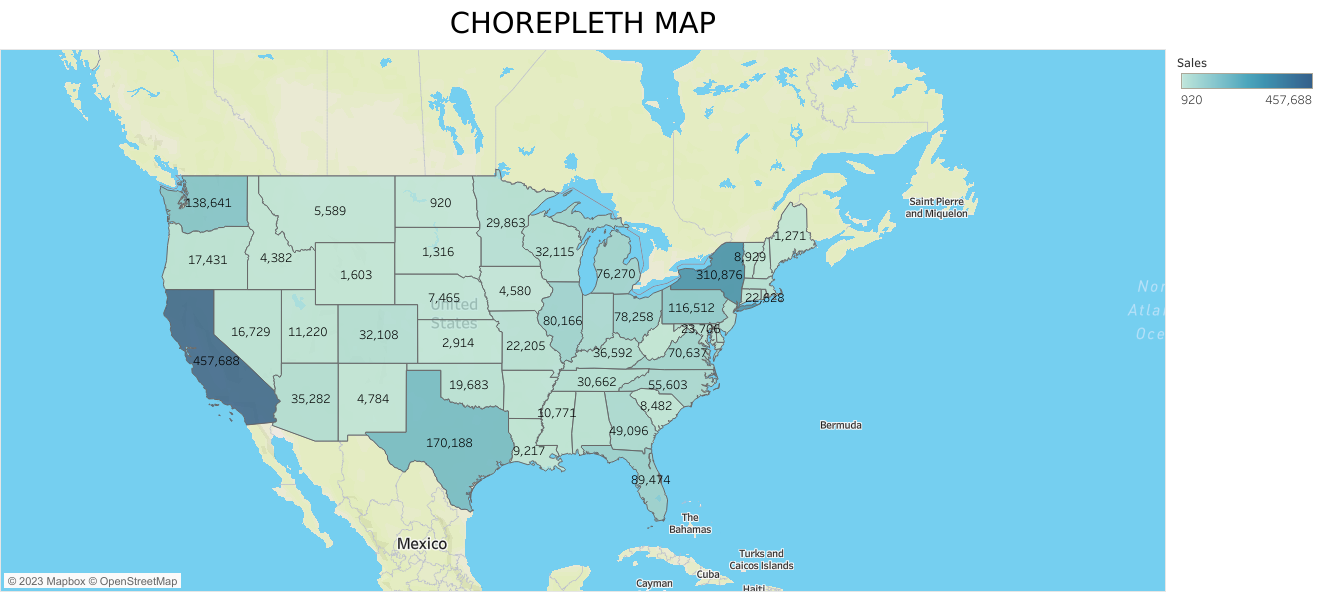 CHOREPLETH MAP
Sales
920
457,688
138,641
5,589
920
29,863
1,271
17,431
4,382
1,316
32,115
8,929
1,603
76,270
310,876
7,465
4,580
22,828
United
States
116,512
16,729
11,220
32,108
2,914
22,205
80,166
78,258
23,706
457,688
36,592
70,637
35,282
4,784
19,683
30,662
55,603
10,771
8,482
49,096
170,188
9,217
89,474
Saint Pierre
and Miquelon
Nor
Atla
Oce
Bermuda
The
Bahamas
Mexico
Turks and
Caicos Islands
Cuba
Cayman
Haiti
© 2023 Mapbox © OpenStreetMap